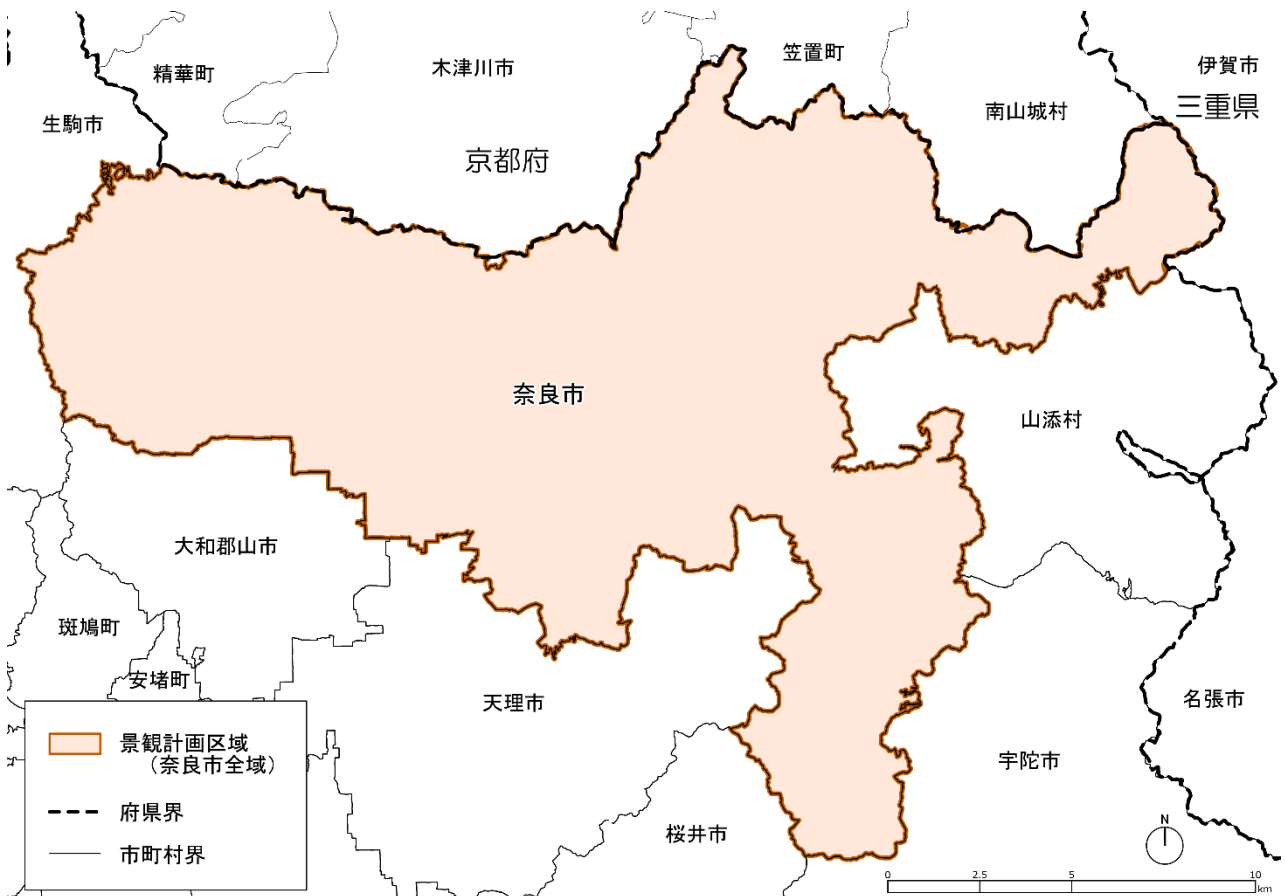 笠置町
木津川市
伊賀市
精華町
三重県
南山城村
生駒市
京都府
奈良市
山添村
大和郡山市
斑鳩町
安堵町
天理市
名張市
宇陀市
桜井市
景観計画区域
（奈良市全域）
府県界
市町村界
N
0 2.5 5 10
km